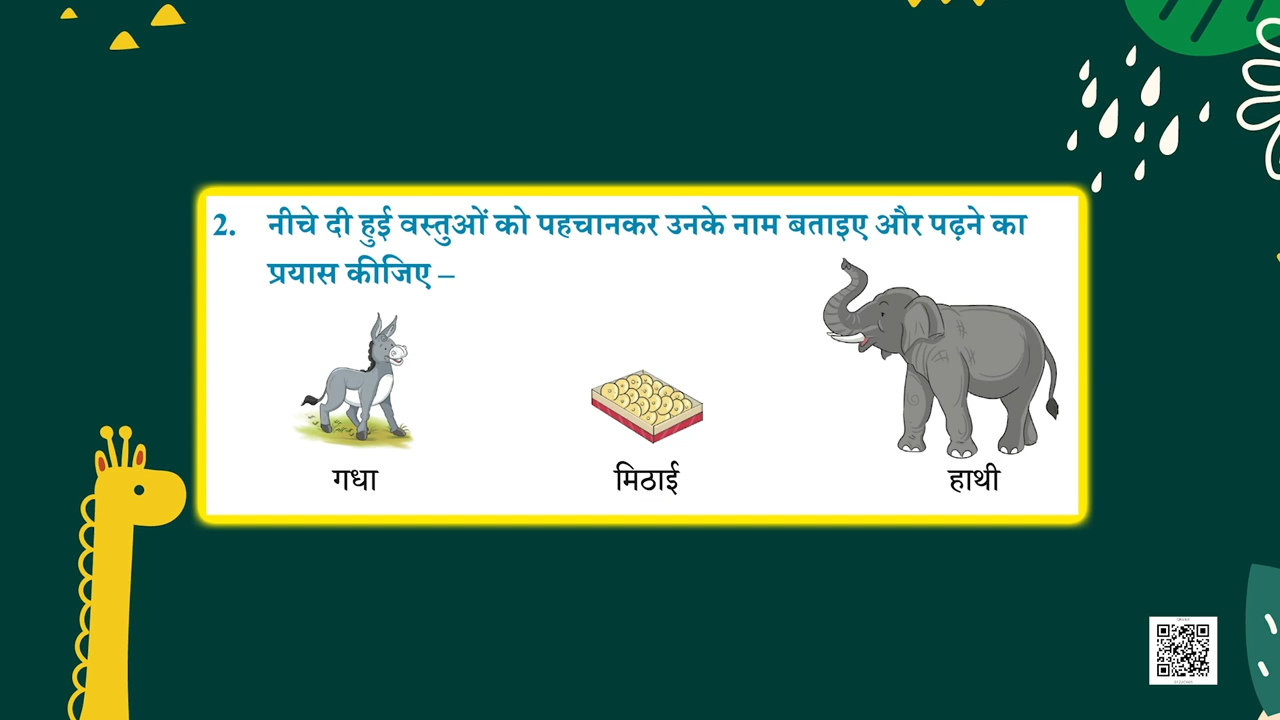 2. नीचे दी हुई वस्तुओं को पहचानकर उनके नाम बताइए और पढ़ने का
प्रयास कीजिए –
गधा मिठाई हाथी